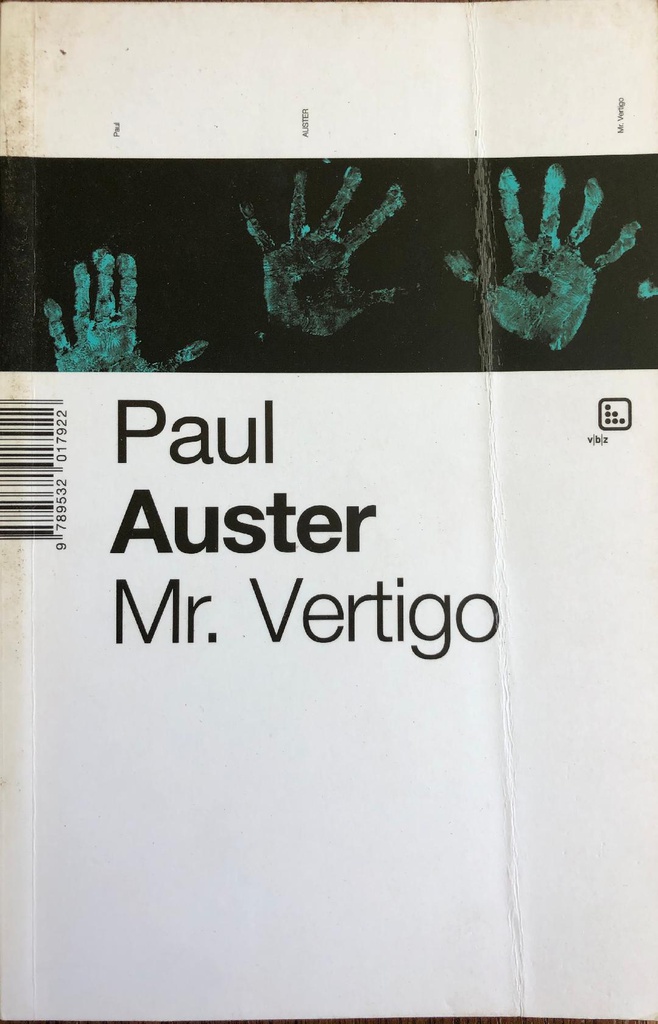 Paul
AUSTER
Mr. Vertigo
Paul
Auster
Mr. Vertigo
v|b|z
9 789532 017922